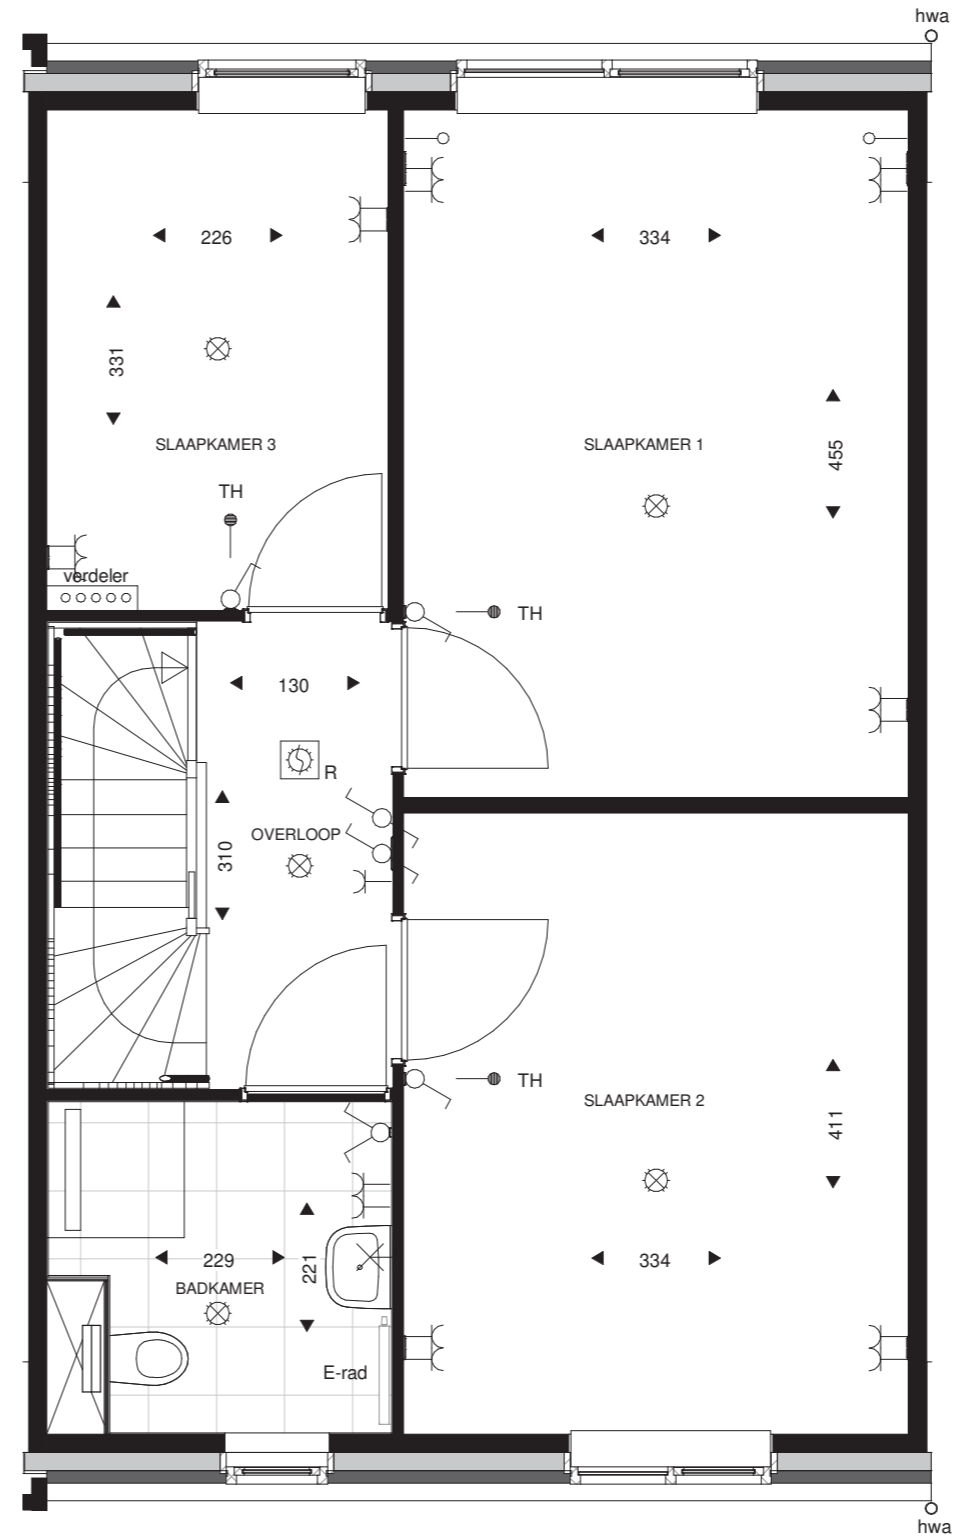 hwa
226
334
331
455
SLAAPKAMER 3
SLAAPKAMER 1
TH
verdeler
TH
130
R
OVERLOOP
310
TH
SLAAPKAMER 2
411
229
221
334
BADKAMER
E-rad
hwa